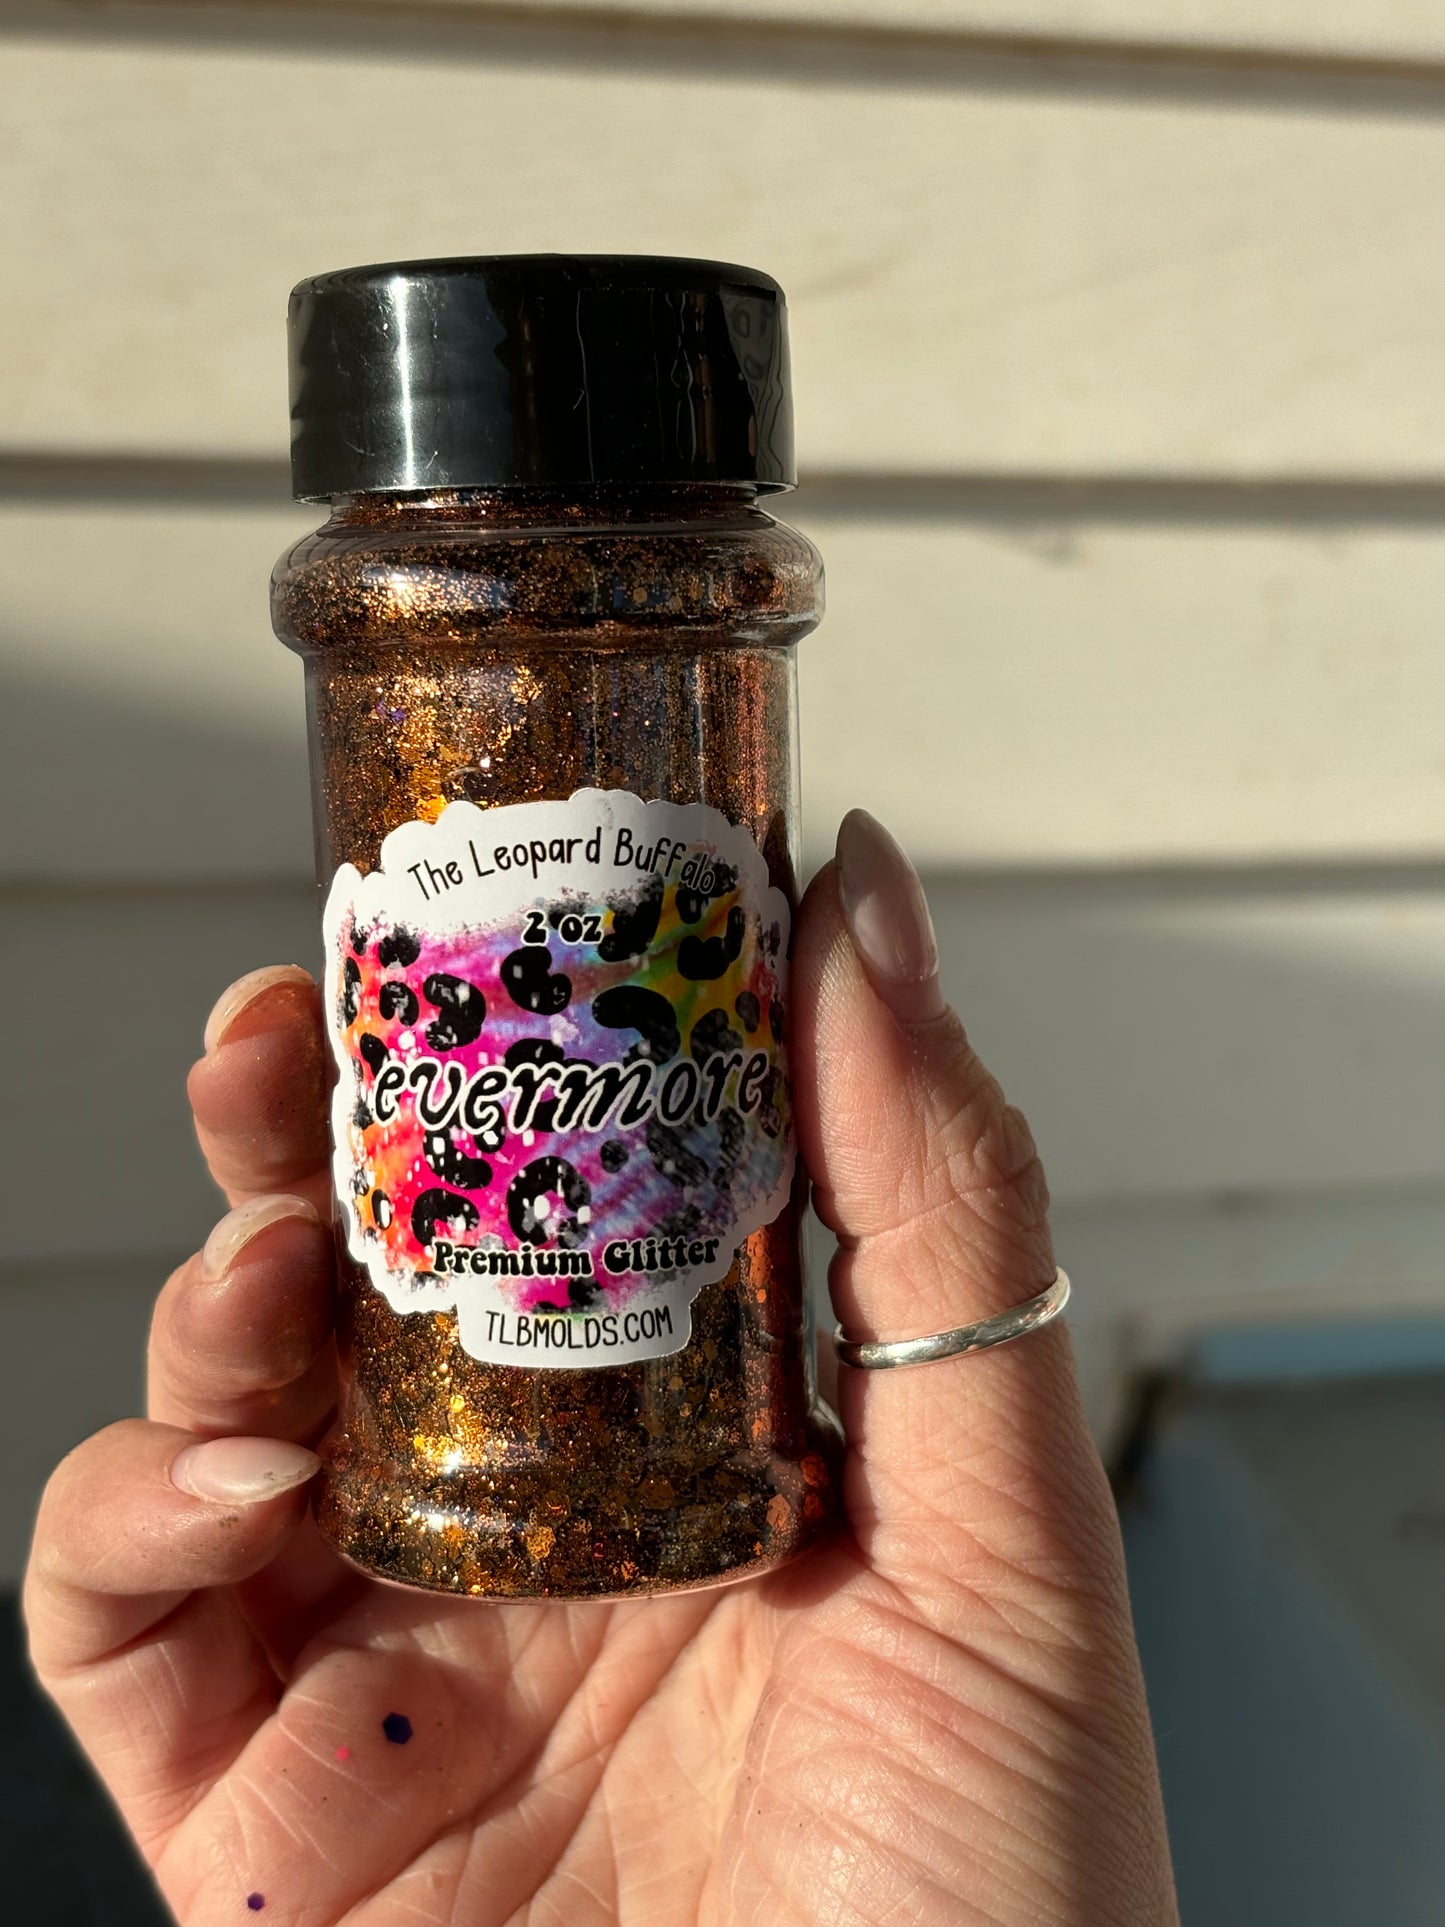 The Leopard Buffalo
2 oz
evermore
Premium Glitter
TLBMOLDS.COM